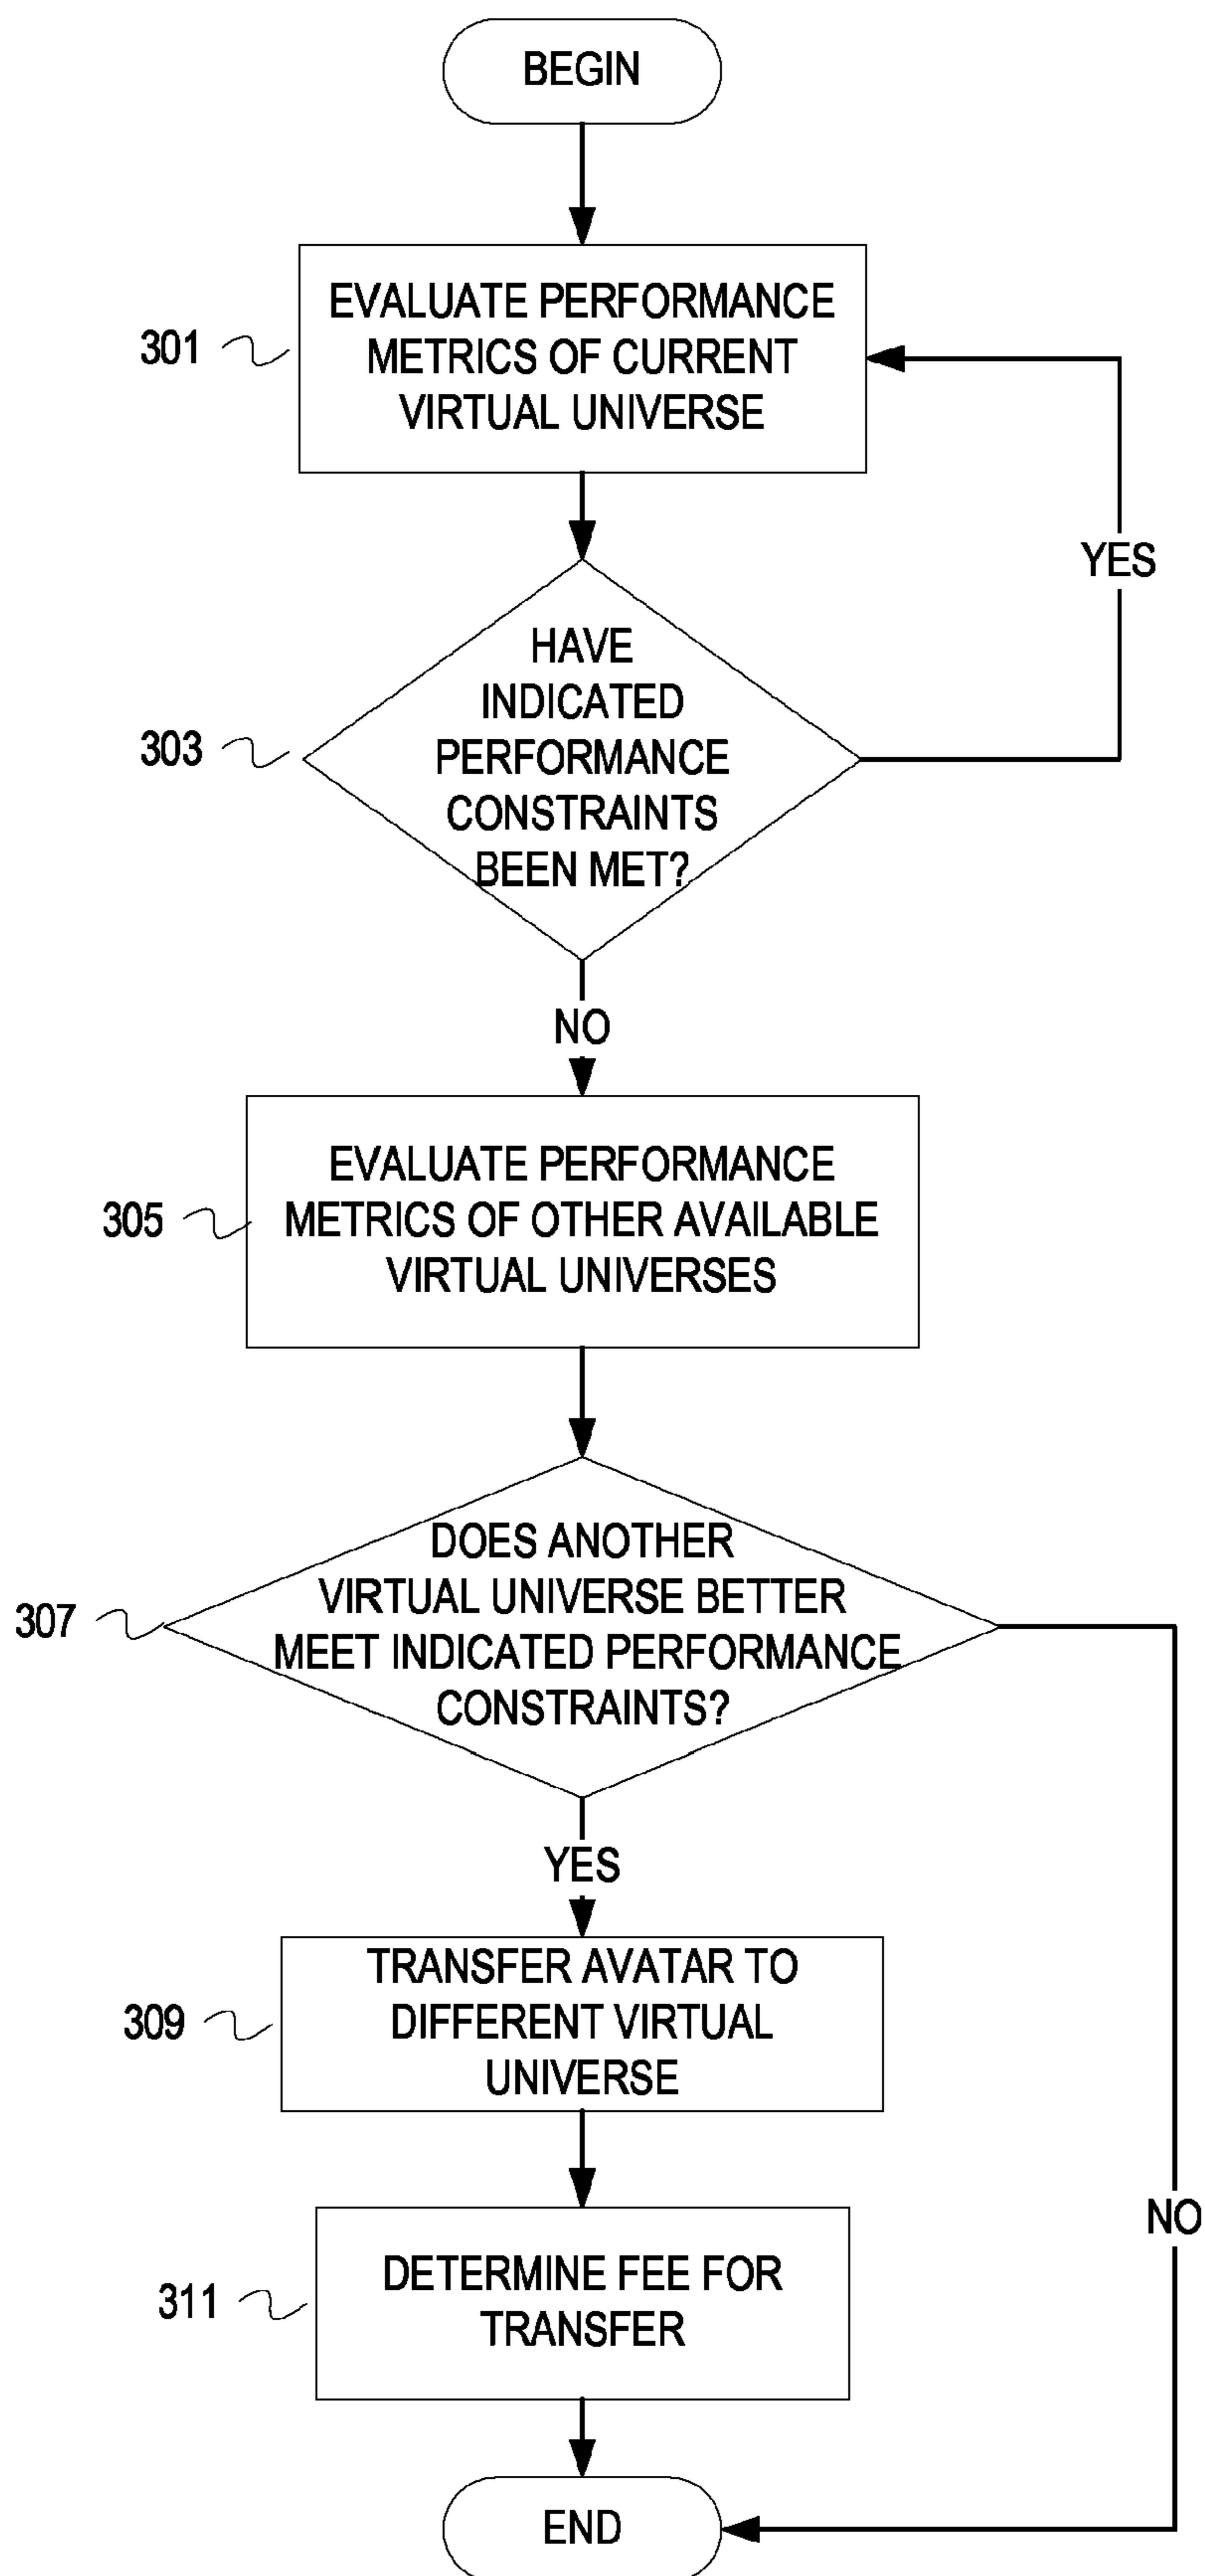 BEGIN
301
EVALUATE PERFORMANCE
METRICS OF CURRENT
VIRTUAL UNIVERSE
YES
303
HAVE
INDICATED
PERFORMANCE
CONSTRAINTS
BEEN MET?
NO
305
EVALUATE PERFORMANCE
METRICS OF OTHER AVAILABLE
VIRTUAL UNIVERSES
307
DOES ANOTHER
VIRTUAL UNIVERSE BETTER
MEET INDICATED PERFORMANCE
CONSTRAINTS?
YES
309
TRANSFER AVATAR TO
DIFFERENT VIRTUAL
UNIVERSE
NO
311
DETERMINE FEE FOR
TRANSFER
END